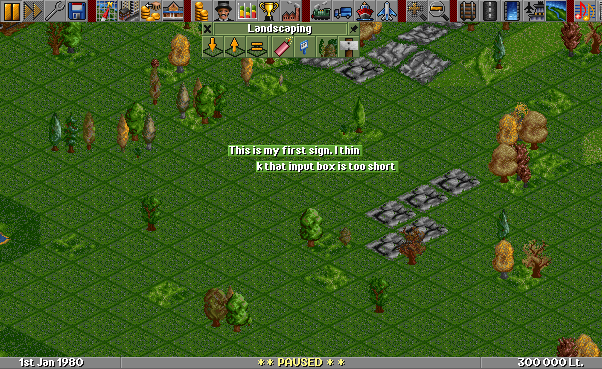 Landscaping
This is my first sign. I thin
k that input box is too short
1st Jan 1980
* * PAUSED * *
300 000 Lt.